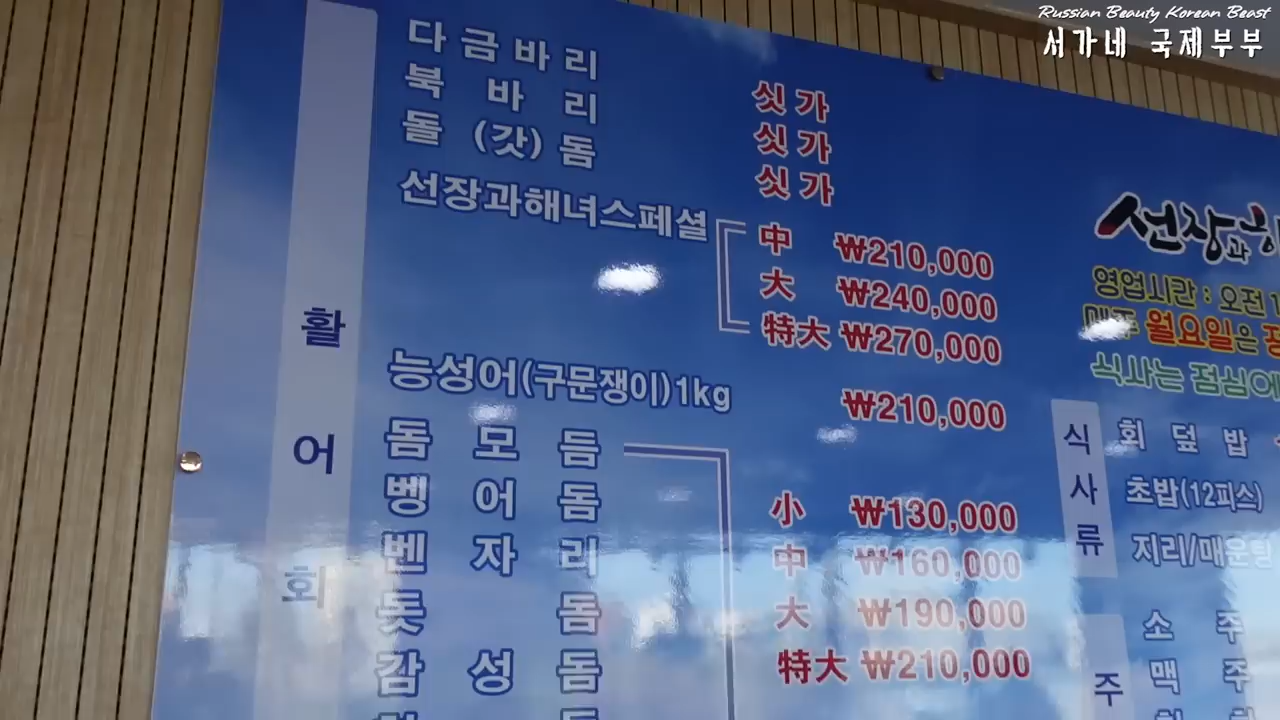 Russian Beauty Korean Beast
서가네 국제부부
활어회
다금바리 싯가
북바리 싯가
돌(갓)돔 싯가
선장과해녀스페셜 中 ₩210,000
大 ₩240,000
特大 ₩270,000
능성어(구문쟁이)1kg ₩210,000
돔모듬
벵어돔 小 ₩130,000
벤자리 中 ₩160,000
돗돔 大 ₩190,000
감성돔 特大 ₩210,000
선장과
영업시간 : 오전
매주 월요일은
식사는 점심에
식사류
회덮밥
초밥(12피스)
지리/매운탕
주
소주
맥주